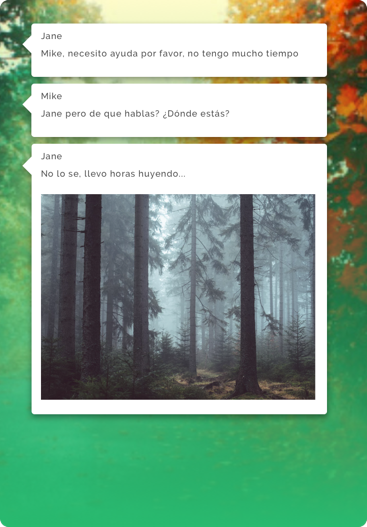 Jane
Mike, necesito ayuda por favor, no tengo mucho tiempo
Mike
Jane pero de que hablas? ¿Dónde estás?
Jane
No lo se, llevo horas huyendo...